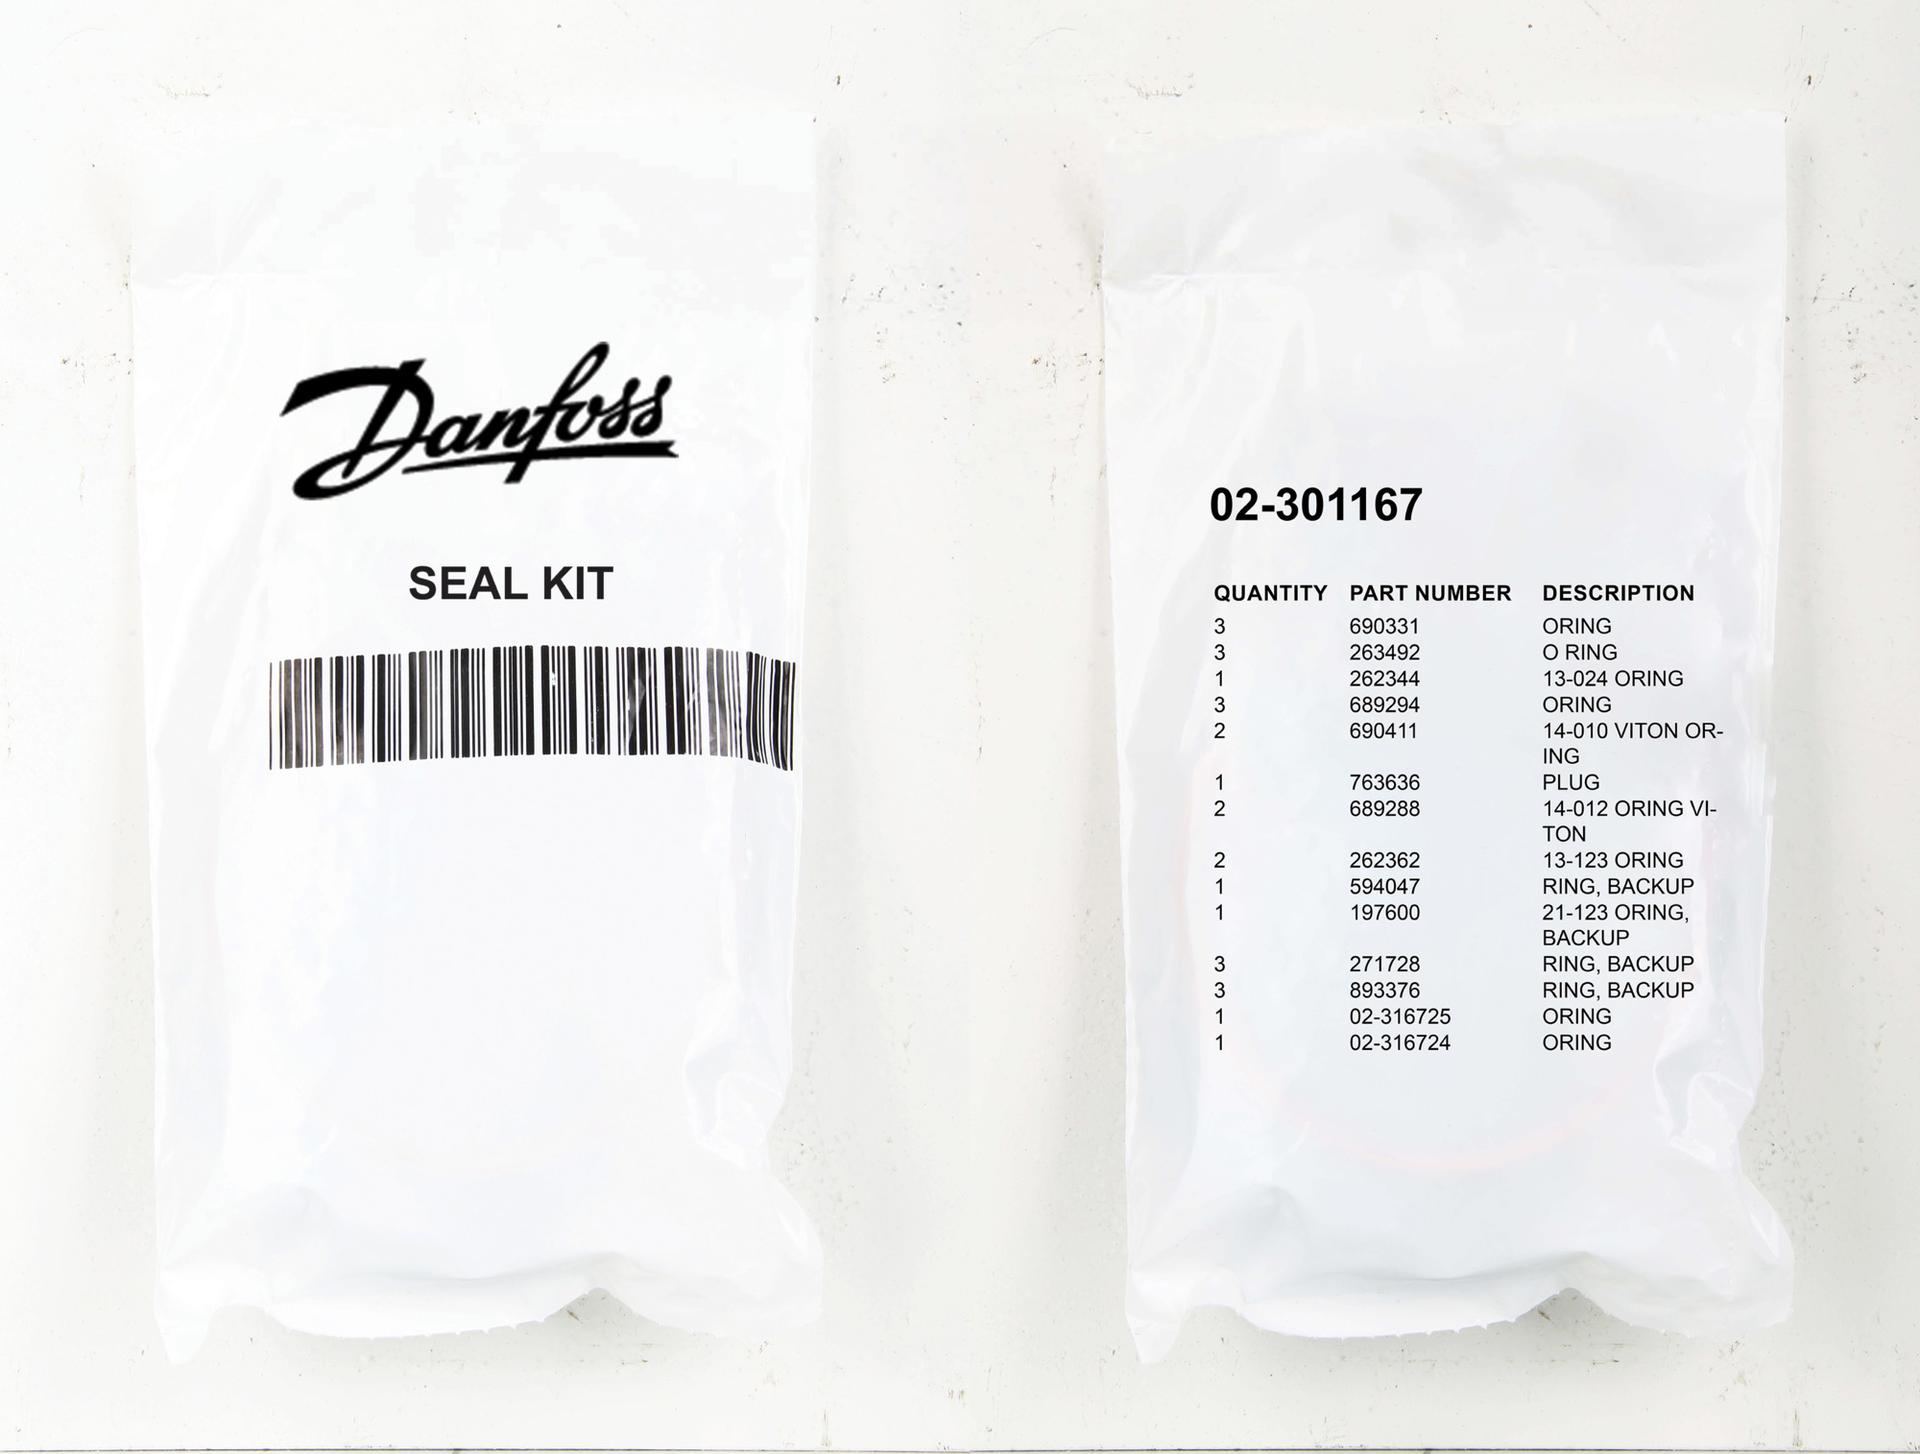 Danfoss
SEAL KIT
02-301167
QUANTITY PART NUMBER DESCRIPTION
3 690331 ORING
3 263492 O RING
1 262344 13-024 ORING
3 689294 ORING
2 690411 14-010 VITON OR-
ING
1 763636 PLUG
2 689288 14-012 ORING VI-
TON
2 262362 13-123 ORING
1 594047 RING, BACKUP
1 197600 21-123 ORING,
BACKUP
3 271728 RING, BACKUP
3 893376 RING, BACKUP
1 02-316725 ORING
1 02-316724 ORING